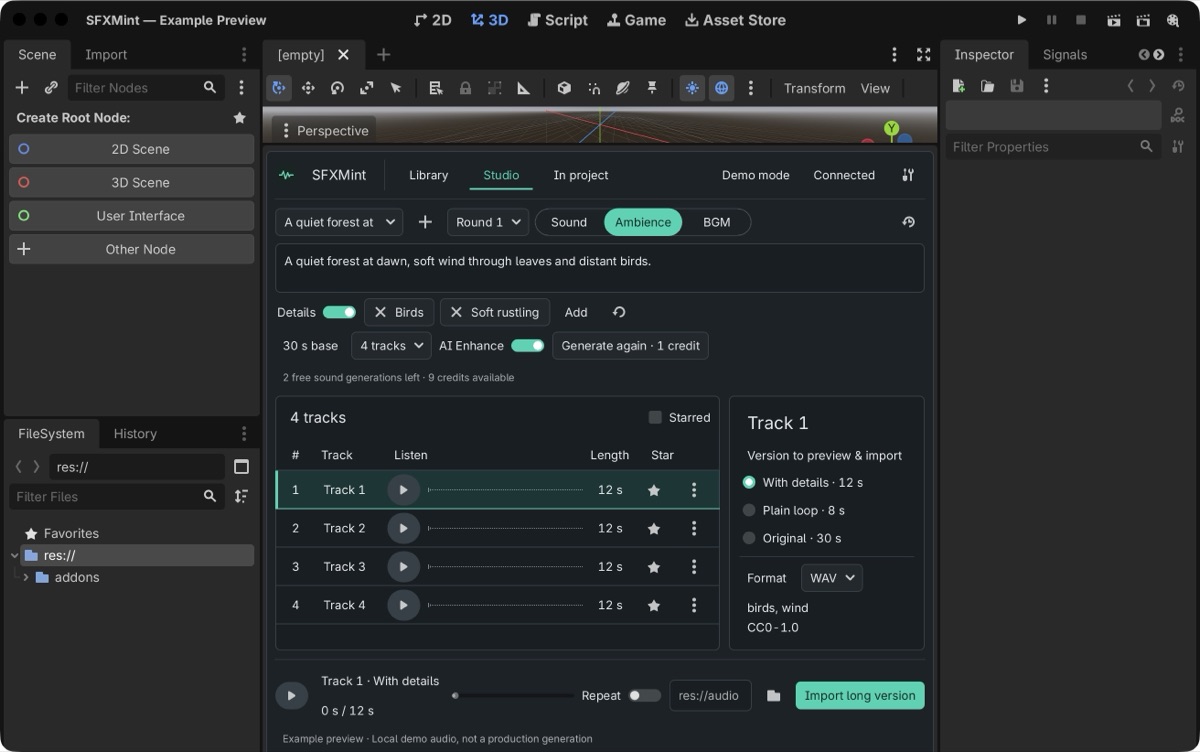 SFXMint — Example Preview
2D
3D
Script
Game
Asset Store
Scene
Import
Filter Nodes
Create Root Node:
2D Scene
3D Scene
User Interface
Other Node
FileSystem
History
res://
Filter Files
Favorites
res://
addons
[empty]
Transform
View
Perspective
Y
SFXMint
Library
Studio
In project
Demo mode
Connected
A quiet forest at
Round 1
Sound
Ambience
BGM
A quiet forest at dawn, soft wind through leaves and distant birds.
Details
Birds
Soft rustling
Add
30 s base
4 tracks
AI Enhance
Generate again · 1 credit
2 free sound generations left · 9 credits available
4 tracks
Starred
# Track Listen Length Star
1 Track 1 12 s
2 Track 2 12 s
3 Track 3 12 s
4 Track 4 12 s
Track 1
Version to preview & import
With details · 12 s
Plain loop · 8 s
Original · 30 s
Format
WAV
birds, wind
CC0-1.0
Track 1 · With details
0 s / 12 s
Repeat
res://audio
Import long version
Example preview · Local demo audio, not a production generation
Inspector
Signals
Filter Properties